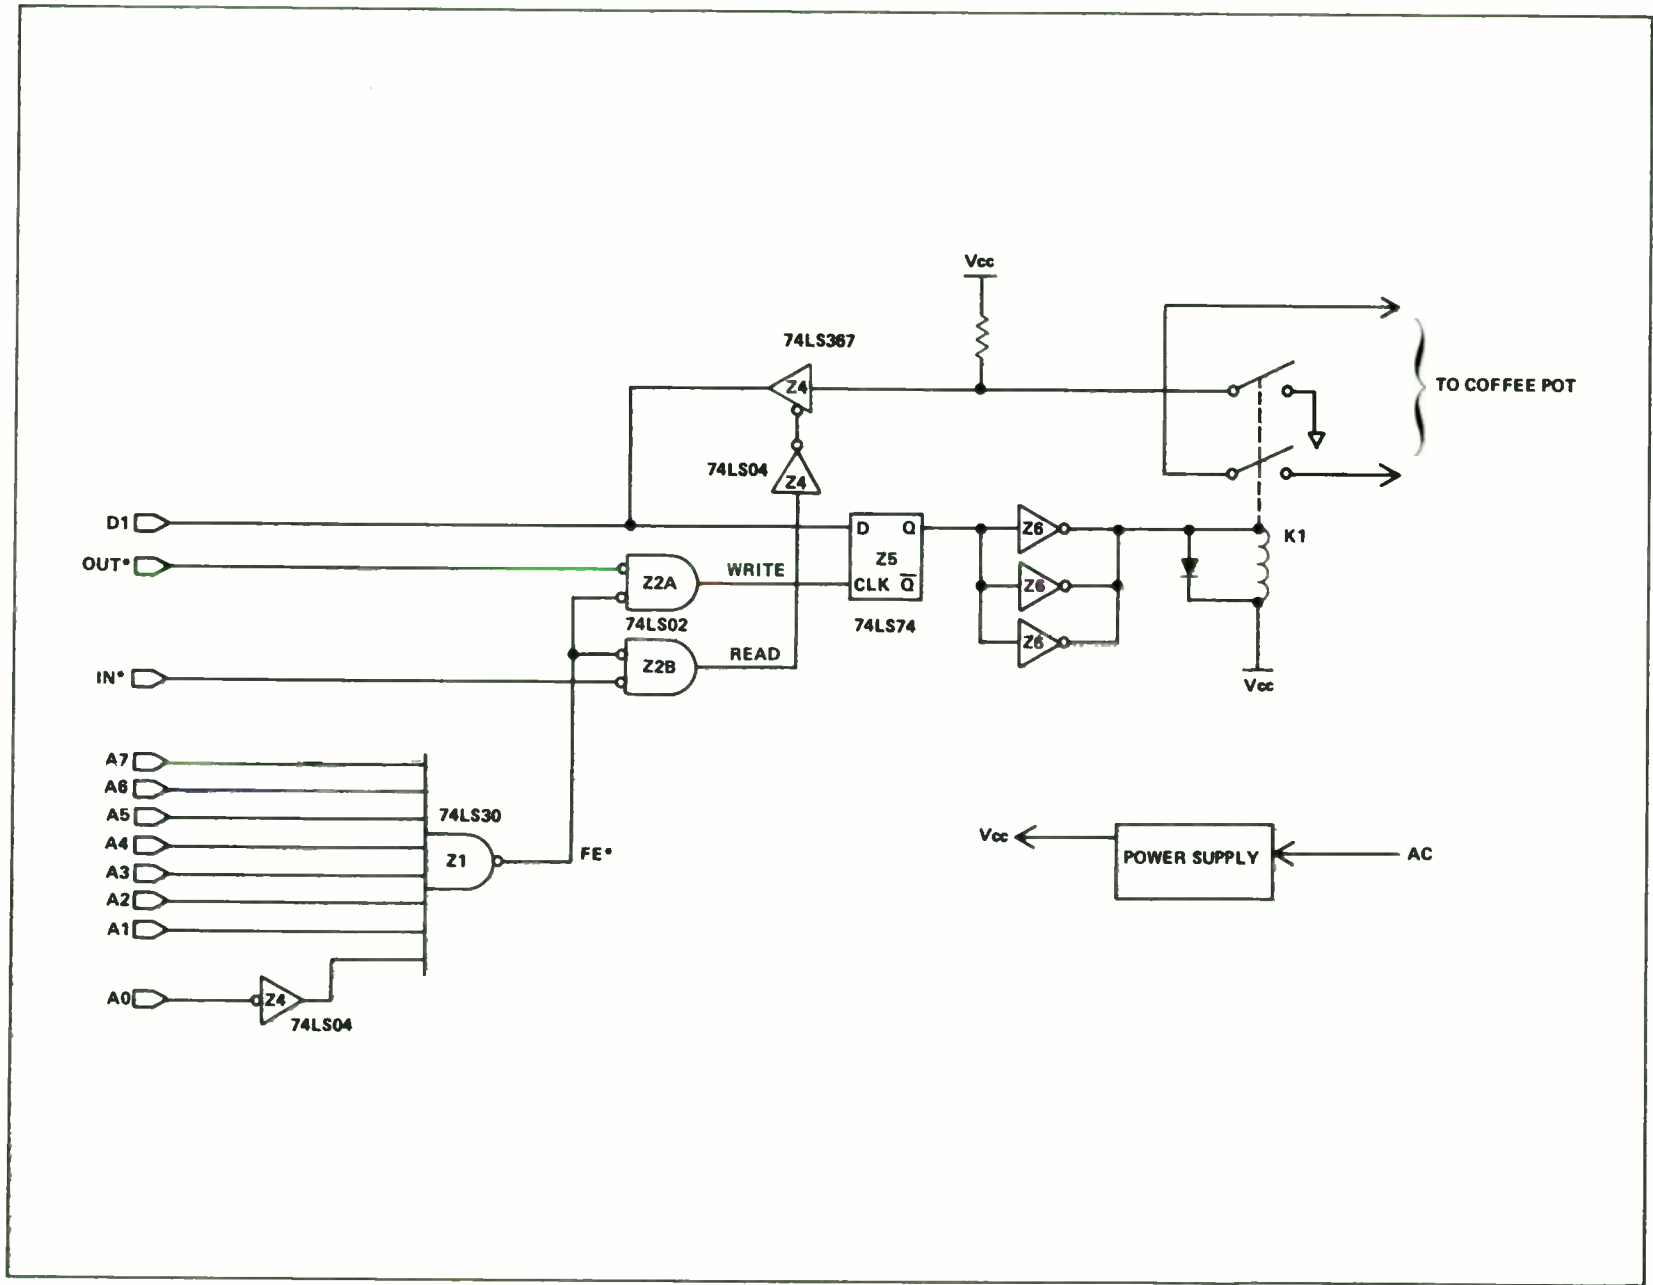 Vcc
74LS367
Z4
TO COFFEE POT
74LS04
Z4
D1
D Q
Z6
K1
OUT*
Z2A
WRITE
Z5
CLK Q̅
Z6
74LS02
74LS74
Z6
IN*
Z2B
READ
Vcc
A7
A6
A5
74LS30
A4
Z1
FE*
A3
A2
A1
A0
Z4
74LS04
Vcc
POWER SUPPLY
AC